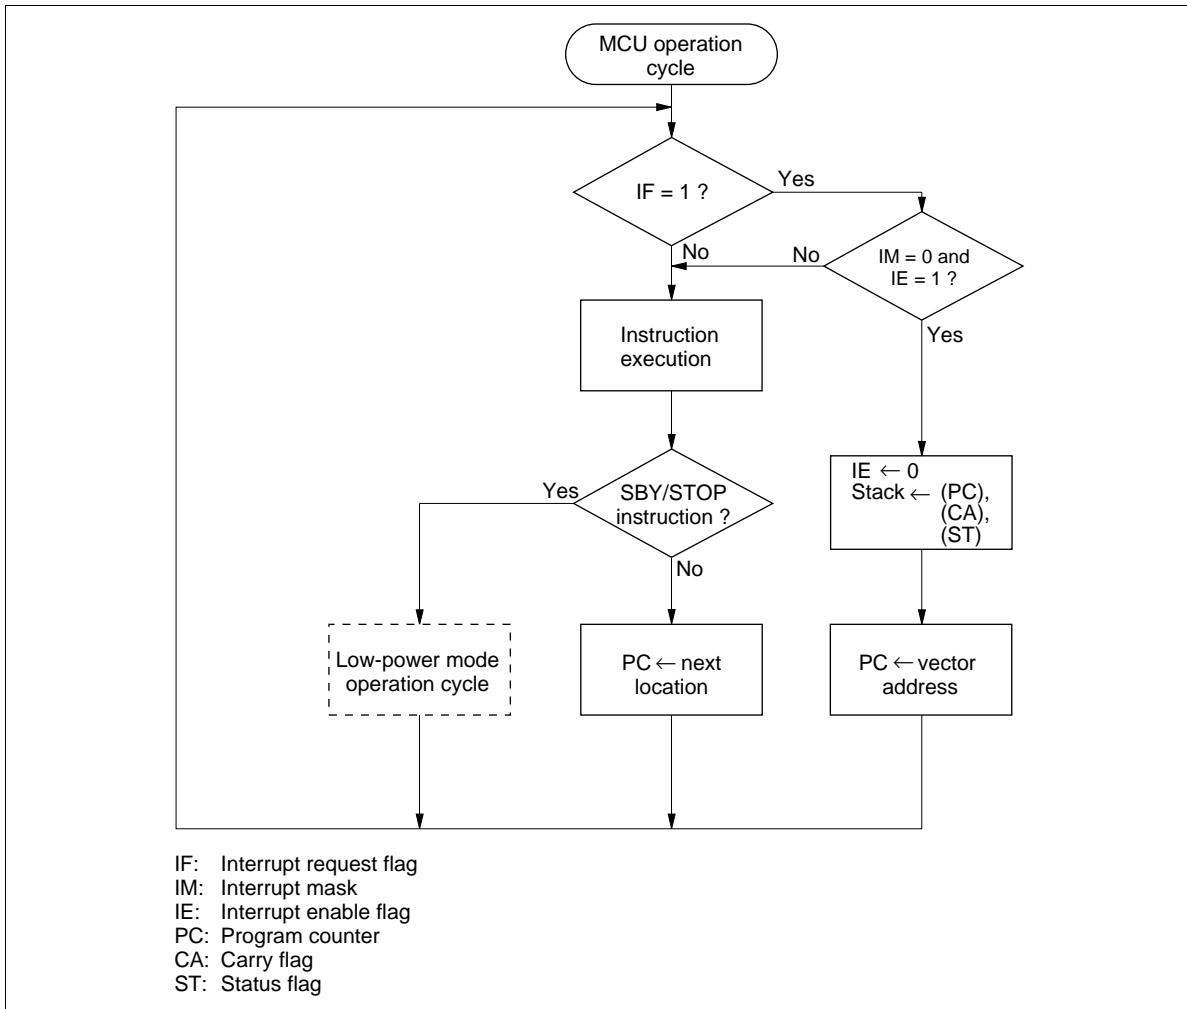 MCU operation
cycle
IF = 1 ?
Yes
No
No
IM = 0 and
IE = 1 ?
Yes
Instruction
execution
Yes
SBY/STOP
instruction ?
No
IE ← 0
Stack ← (PC),
(CA),
(ST)
Low-power mode
operation cycle
PC ← next
location
PC ← vector
address
IF: Interrupt request flag
IM: Interrupt mask
IE: Interrupt enable flag
PC: Program counter
CA: Carry flag
ST: Status flag